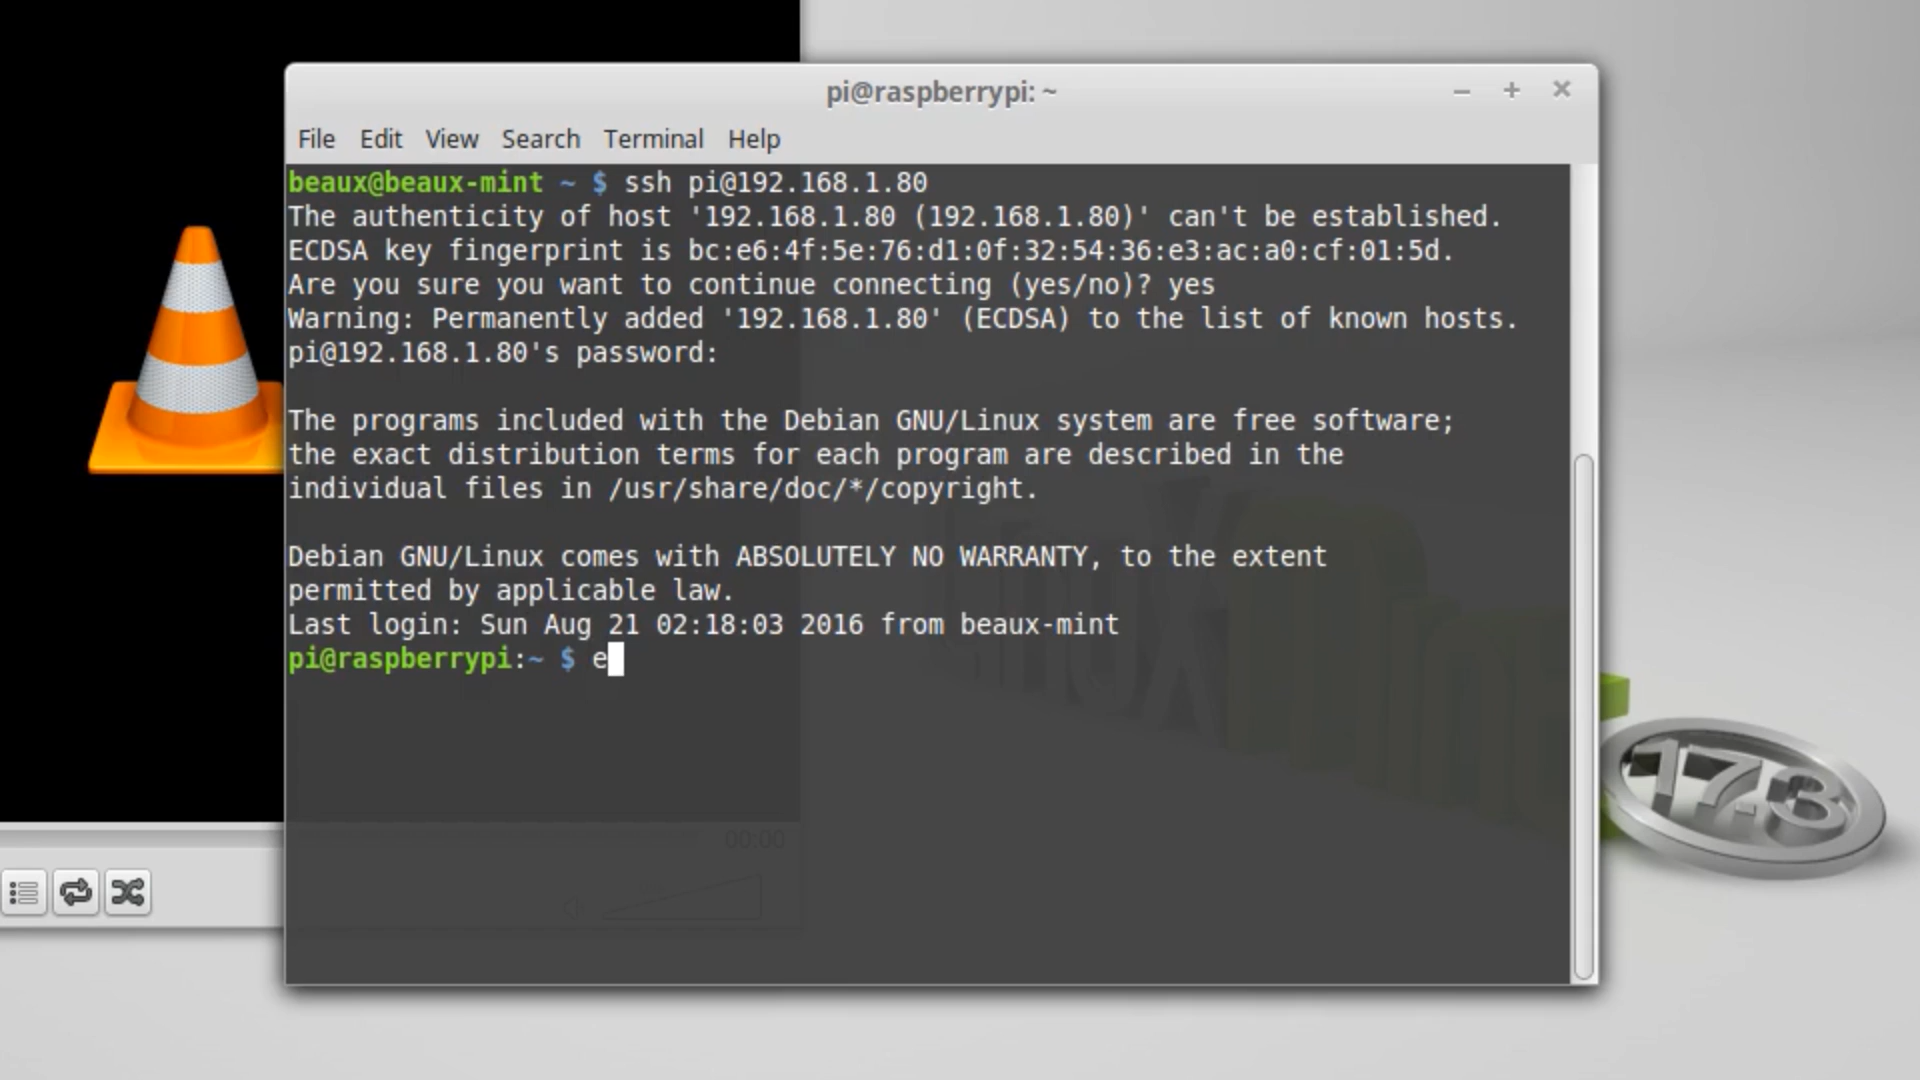 pi@raspberrypi: ~
File Edit View Search Terminal Help
beaux@beaux-mint ~ $ ssh pi@192.168.1.80
The authenticity of host '192.168.1.80 (192.168.1.80)' can't be established.
ECDSA key fingerprint is bc:e6:4f:5e:76:d1:0f:32:54:36:e3:ac:a0:cf:01:5d.
Are you sure you want to continue connecting (yes/no)? yes
Warning: Permanently added '192.168.1.80' (ECDSA) to the list of known hosts.
pi@192.168.1.80's password:
The programs included with the Debian GNU/Linux system are free software;
the exact distribution terms for each program are described in the
individual files in /usr/share/doc/*/copyright.
Debian GNU/Linux comes with ABSOLUTELY NO WARRANTY, to the extent
permitted by applicable law.
Last login: Sun Aug 21 02:18:03 2016 from beaux-mint
pi@raspberrypi:~ $ e
00:00
Linux Mint
17.3